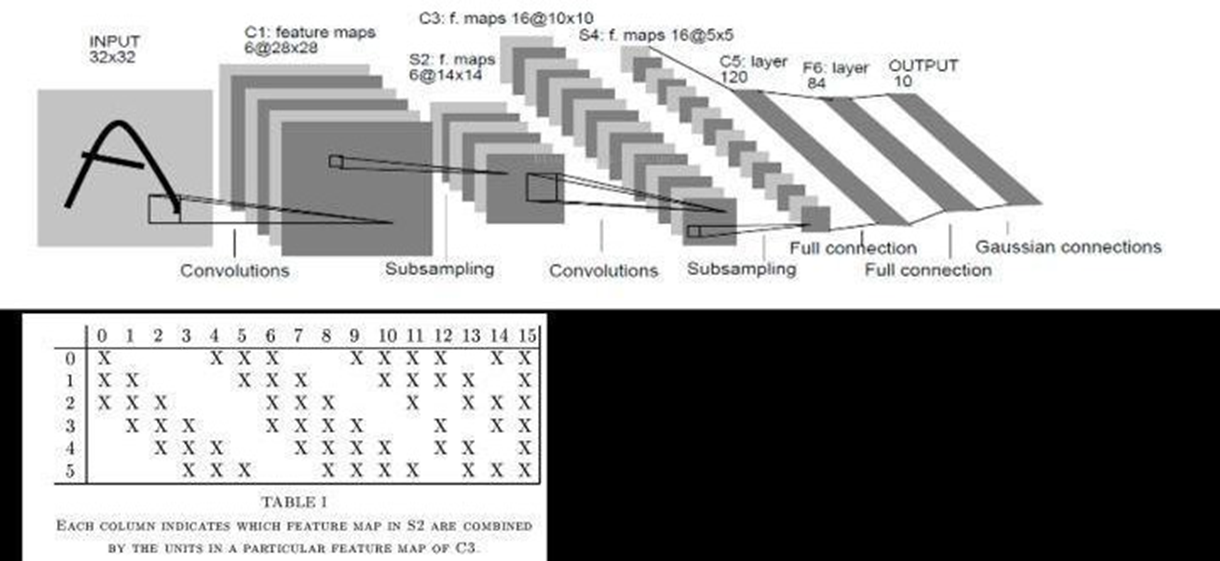 INPUT
32x32
C1: feature maps
6@28x28
S2: f. maps
6@14x14
C3: f. maps 16@10x10
S4: f. maps 16@5x5
C5: layer
120
F6: layer
84
OUTPUT
10
Convolutions
Subsampling
Convolutions
Subsampling
Full connection
Full connection
Gaussian connections
0 1 2 3 4 5 6 7 8 9 10 11 12 13 14 15
0 X X X X X X X X X X
1 X X X X X X X X X X
2 X X X X X X X X X X
3 X X X X X X X X X X
4 X X X X X X X X X X
5 X X X X X X X X X X
TABLE I
EACH COLUMN INDICATES WHICH FEATURE MAP IN S2 ARE COMBINED
BY THE UNITS IN A PARTICULAR FEATURE MAP OF C3.